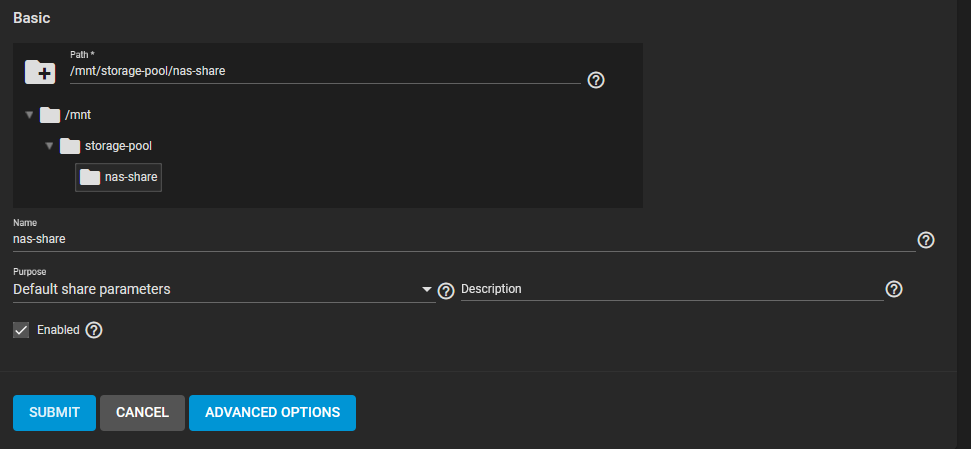 Basic
Path *
/mnt/storage-pool/nas-share
/mnt
storage-pool
nas-share
Name
nas-share
Purpose
Default share parameters
Description
Enabled
SUBMIT CANCEL ADVANCED OPTIONS